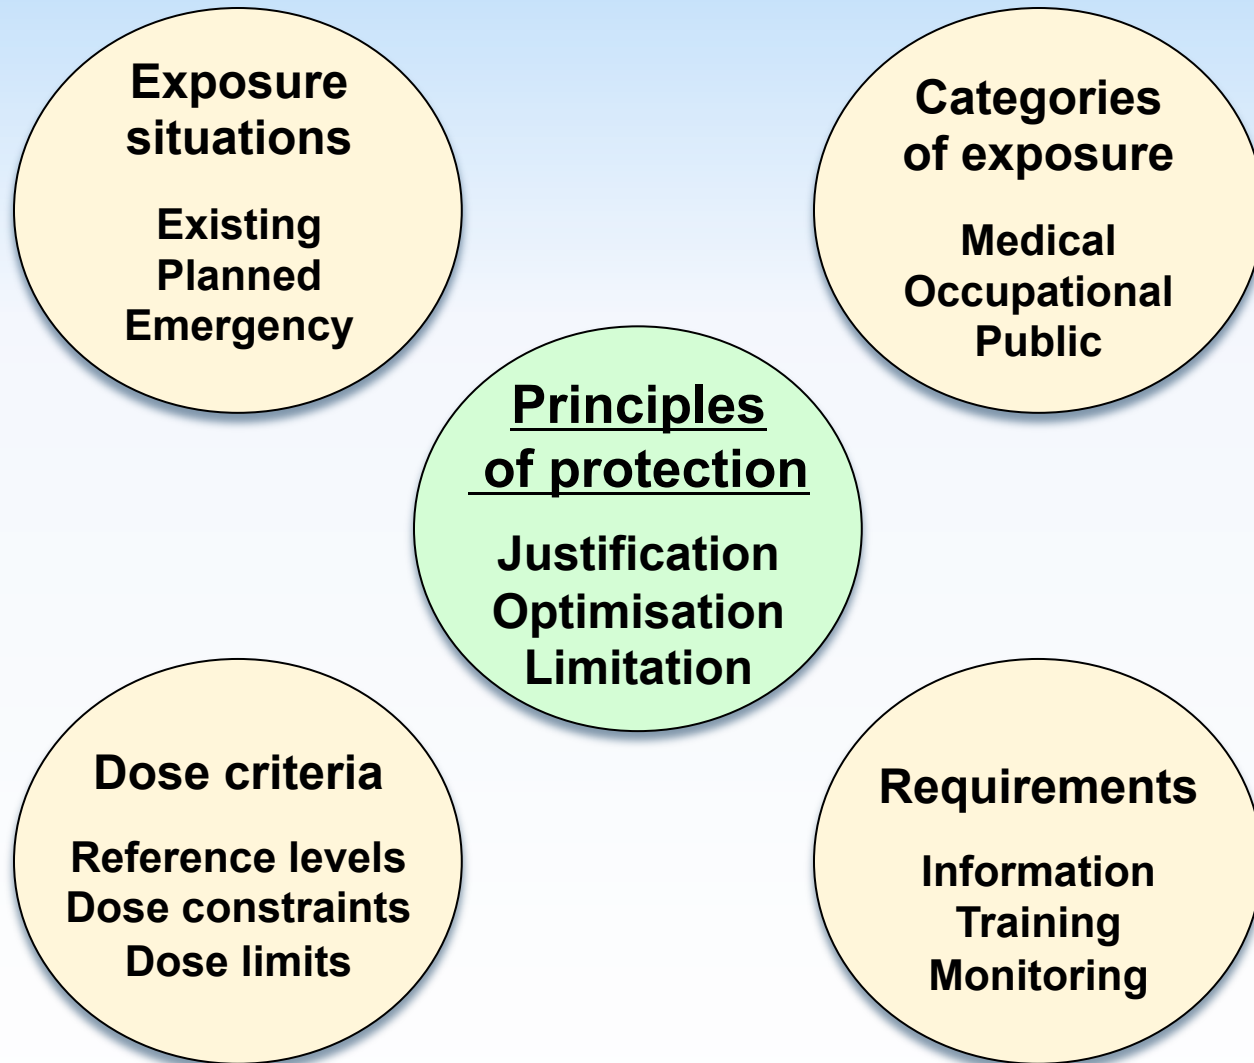 Exposure
situations
Existing
Planned
Emergency
Categories
of exposure
Medical
Occupational
Public
Principles
of protection
Justification
Optimisation
Limitation
Dose criteria
Reference levels
Dose constraints
Dose limits
Requirements
Information
Training
Monitoring